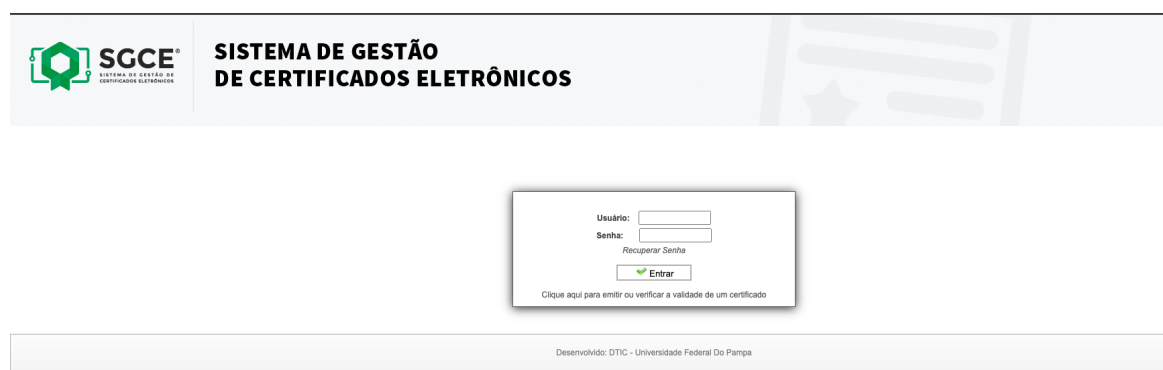 SGCE®
SISTEMA DE GESTÃO DE
CERTIFICADOS ELETRÔNICOS
SISTEMA DE GESTÃO
DE CERTIFICADOS ELETRÔNICOS
Usuário:
Senha:
Recuperar Senha
Entrar
Clique aqui para emitir ou verificar a validade de um certificado
Desenvolvido: DTIC - Universidade Federal Do Pampa